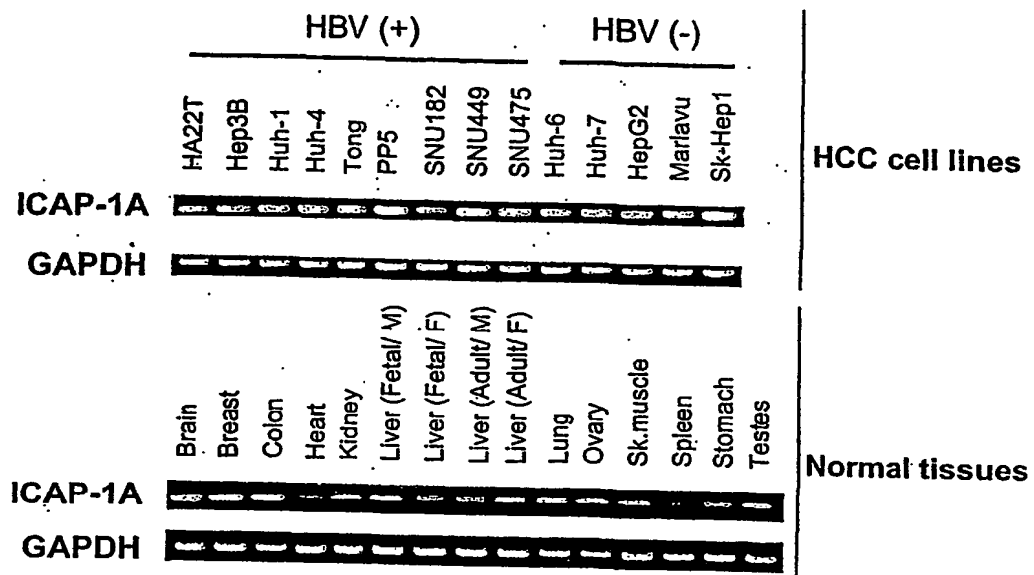 HBV (+) HBV (-)
HA22T Hep3B Huh-1 Huh-4 Tong PP5 SNU182 SNU449 SNU475 Huh-6 Huh-7 HepG2 Marlavu Sk-Hep1
HCC cell lines
ICAP-1A
GAPDH
Brain Breast Colon Heart Kidney Liver (Fetal/ M) Liver (Fetal/ F) Liver (Adult/ M) Liver (Adult/ F) Lung Ovary Sk.muscle Spleen Stomach Testes
Normal tissues
ICAP-1A
GAPDH